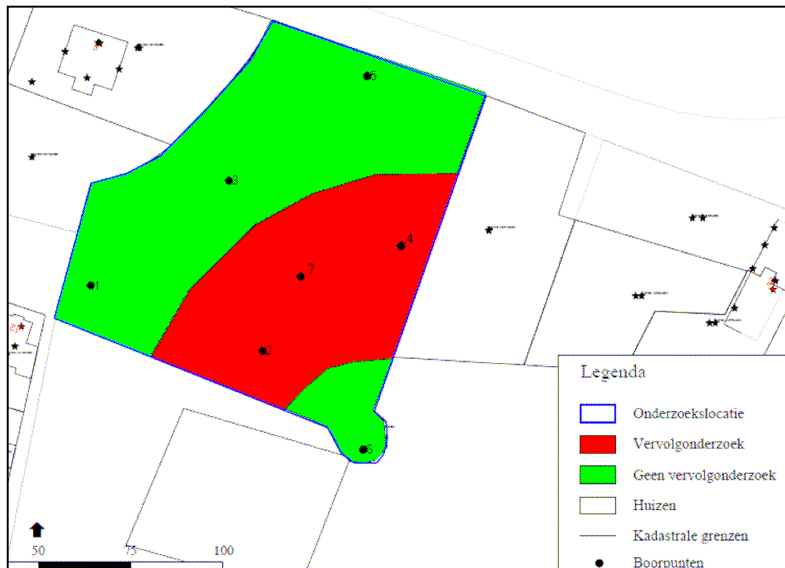 6
3
4
7
1
2
5
Legenda
Onderzoekslocatie
Vervolgonderzoek
Geen vervolgonderzoek
Huizen
Kadastrale grenzen
Boorpunten
50 75 100